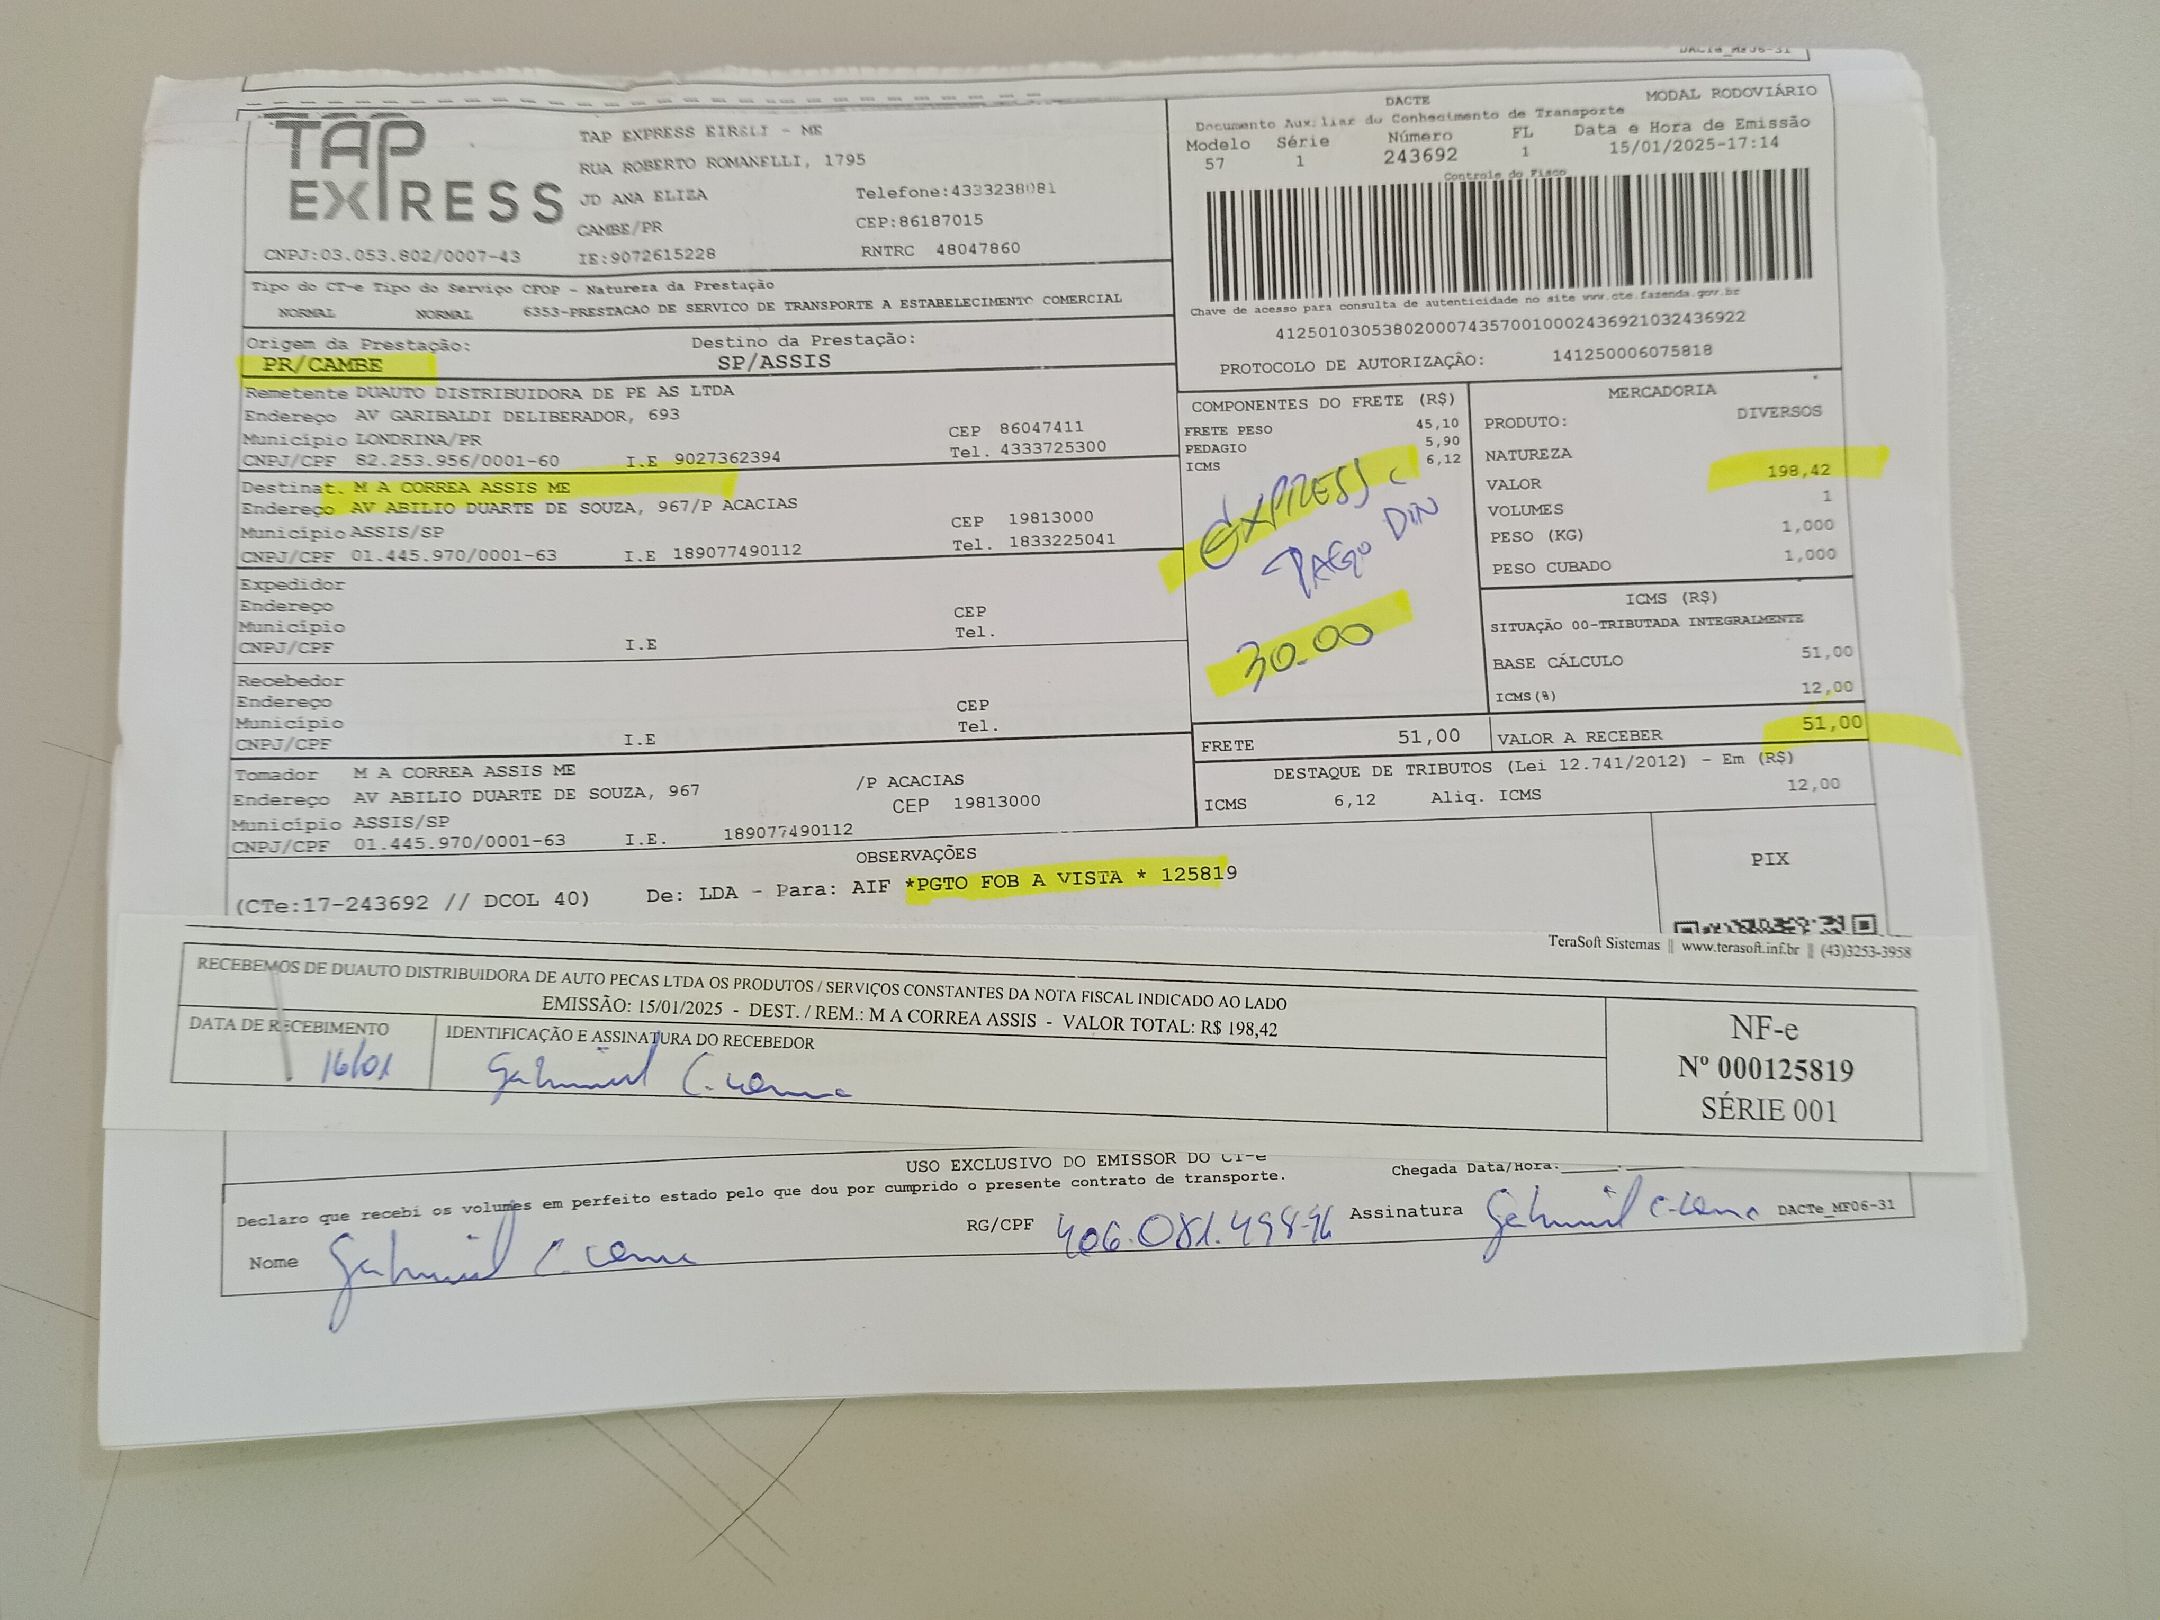 DACTe_MF06-31
TAP EXPRESS
TAP EXPRESS EIRELI - ME
RUA ROBERTO ROMANELLI, 1795
JD ANA ELIZA Telefone:4333238081
CAMBE/PR CEP:86187015
CNPJ:03.053.802/0007-43 IE:9072615228 RNTRC 48047860
DACTE MODAL RODOVIÁRIO
Documento Auxiliar do Conhecimento de Transporte
Modelo Série Número FL Data e Hora de Emissão
57 1 243692 1 15/01/2025-17:14
Controle do Fisco
Chave de acesso para consulta de autenticidade no site www.cte.fazenda.gov.br
41250103053802000743570010002436921032436922
PROTOCOLO DE AUTORIZAÇÃO: 141250006075818
Tipo do CT-e Tipo do Serviço CFOP - Natureza da Prestação
NORMAL NORMAL 6353-PRESTACAO DE SERVICO DE TRANSPORTE A ESTABELECIMENTO COMERCIAL
Origem da Prestação: Destino da Prestação:
PR/CAMBE SP/ASSIS
Remetente DUAUTO DISTRIBUIDORA DE PE AS LTDA
Endereço AV GARIBALDI DELIBERADOR, 693
Município LONDRINA/PR CEP 86047411
CNPJ/CPF 82.253.956/0001-60 I.E 9027362394 Tel. 4333725300
Destinat. M A CORREA ASSIS ME
Endereço AV ABILIO DUARTE DE SOUZA, 967/P ACACIAS
Município ASSIS/SP CEP 19813000
CNPJ/CPF 01.445.970/0001-63 I.E 189077490112 Tel. 1833225041
Expedidor
Endereço
Município CEP
CNPJ/CPF I.E Tel.
Recebedor
Endereço
Município CEP
CNPJ/CPF I.E Tel.
Tomador M A CORREA ASSIS ME
Endereço AV ABILIO DUARTE DE SOUZA, 967 /P ACACIAS
Município ASSIS/SP CEP 19813000
CNPJ/CPF 01.445.970/0001-63 I.E. 189077490112
COMPONENTES DO FRETE (R$)
FRETE PESO 45,10
PEDAGIO 5,90
ICMS 6,12
EXPRESS
PAGO DIN
30.00
MERCADORIA
PRODUTO: DIVERSOS
NATUREZA
VALOR 198,42
VOLUMES 1
PESO (KG) 1,000
PESO CUBADO 1,000
ICMS (R$)
SITUAÇÃO 00-TRIBUTADA INTEGRALMENTE
BASE CÁLCULO 51,00
ICMS(%) 12,00
FRETE 51,00 VALOR A RECEBER 51,00
DESTAQUE DE TRIBUTOS (Lei 12.741/2012) - Em (R$)
ICMS 6,12 Aliq. ICMS 12,00
OBSERVAÇÕES
(CTe:17-243692 // DCOL 40) De: LDA - Para: AIF *PGTO FOB A VISTA * 125819
PIX
TeraSoft Sistemas || www.terasoft.inf.br || (43)3253-3958
RECEBEMOS DE DUAUTO DISTRIBUIDORA DE AUTO PECAS LTDA OS PRODUTOS / SERVIÇOS CONSTANTES DA NOTA FISCAL INDICADO AO LADO
EMISSÃO: 15/01/2025 - DEST. / REM.: M A CORREA ASSIS - VALOR TOTAL: R$ 198,42
DATA DE RECEBIMENTO IDENTIFICAÇÃO E ASSINATURA DO RECEBEDOR
16/01
NF-e
Nº 000125819
SÉRIE 001
USO EXCLUSIVO DO EMISSOR DO CT-e
Chegada Data/Hora:
Declaro que recebi os volumes em perfeito estado pelo que dou por cumprido o presente contrato de transporte.
Nome RG/CPF Assinatura DACTe_MF06-31